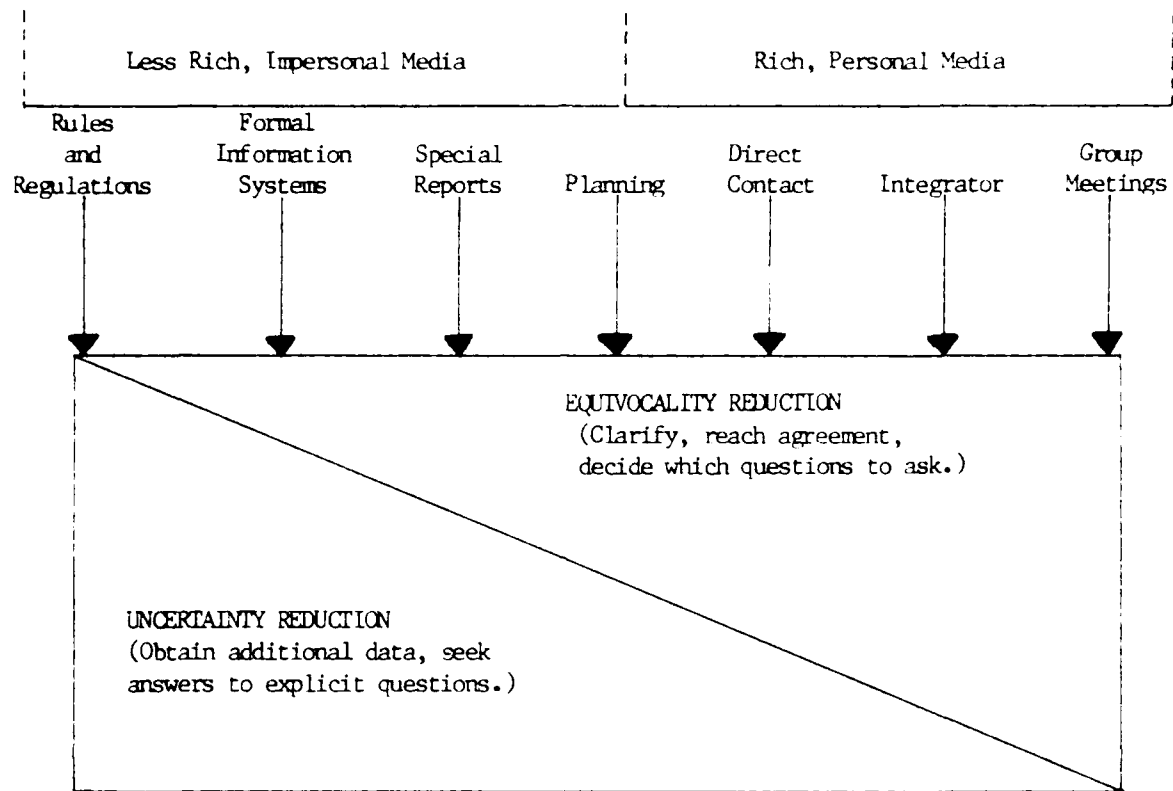 Less Rich, Impersonal Media
Rich, Personal Media
Rules
and
Regulations
Formal
Information
Systems
Special
Reports
Planning
Direct
Contact
Integrator
Group
Meetings
EQUIVOCALITY REDUCTION
(Clarify, reach agreement,
decide which questions to ask.)
UNCERTAINTY REDUCTION
(Obtain additional data, seek
answers to explicit questions.)